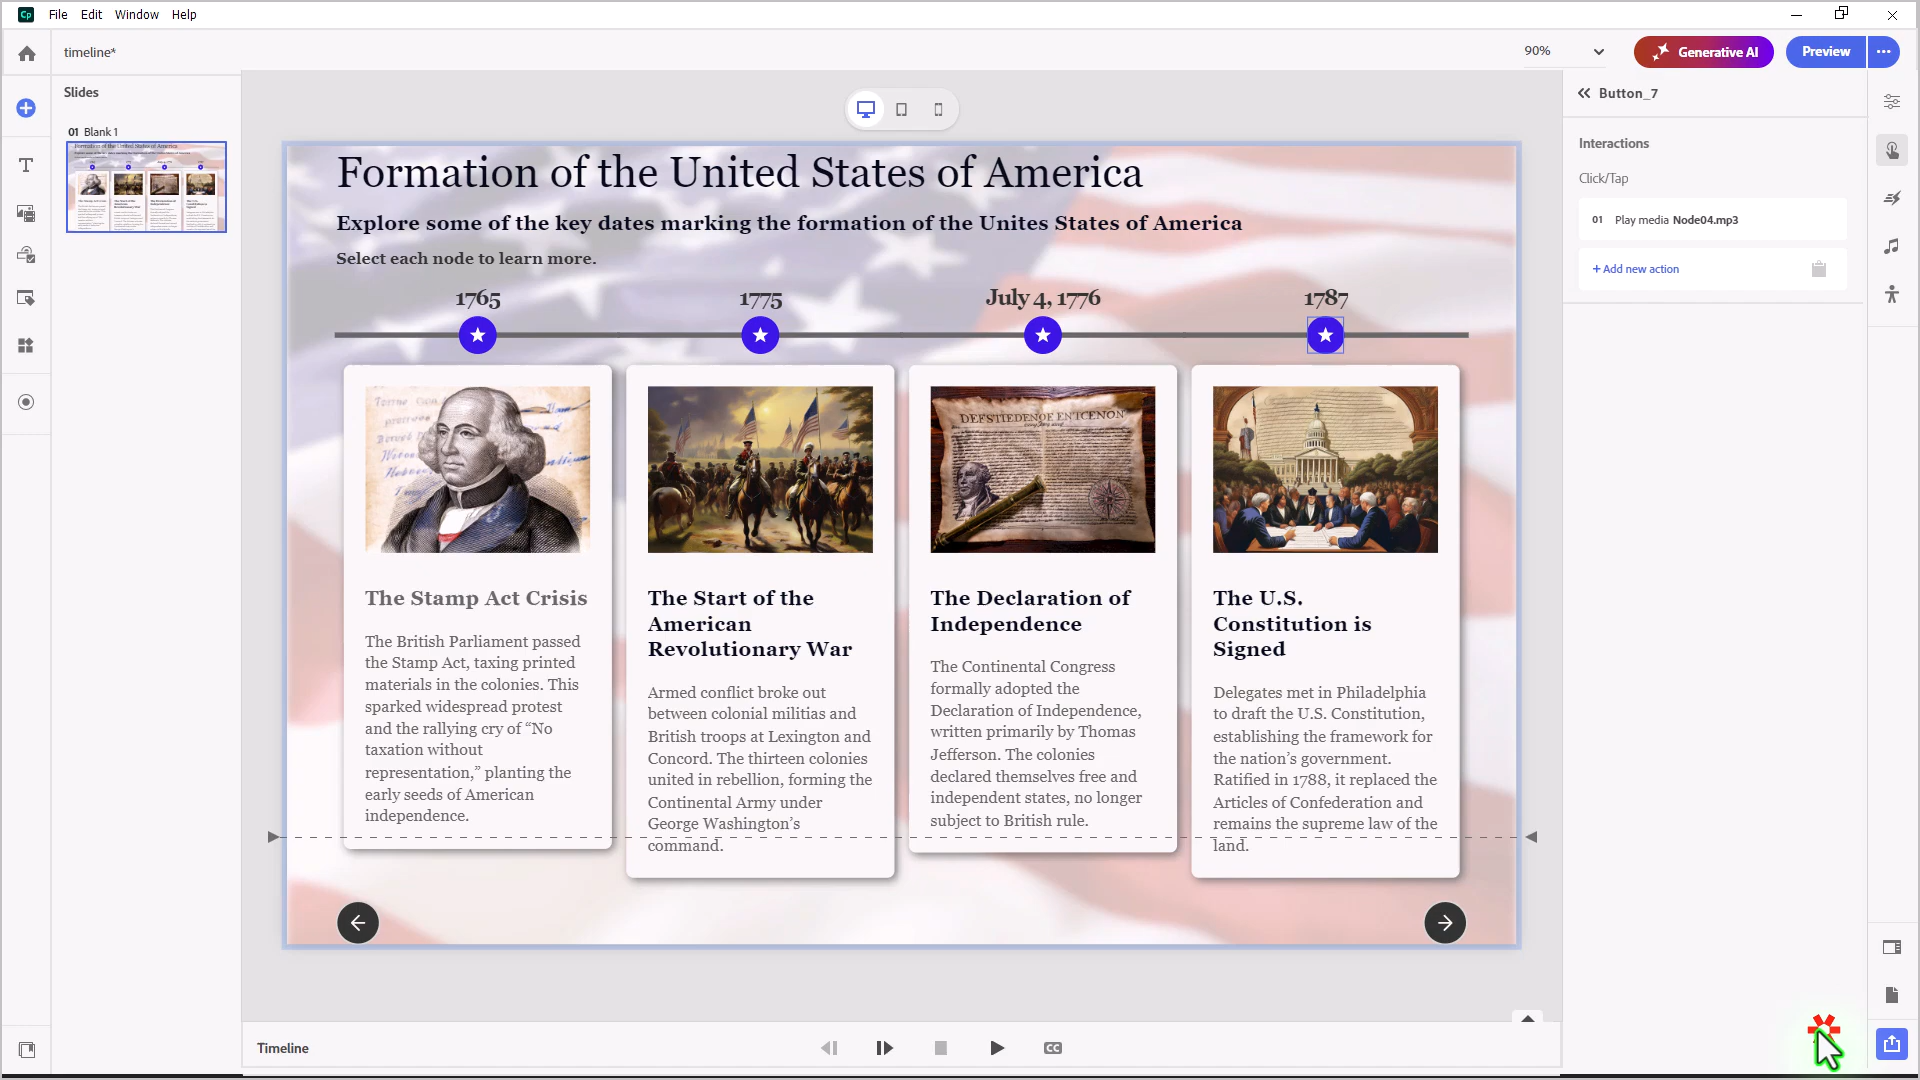 Cp File Edit Window Help
timeline*
90%
Generative AI
Preview
Slides
01 Blank 1
Button_7
Interactions
Click/Tap
01 Play media Node04.mp3
+ Add new action
Formation of the United States of America
Explore some of the key dates marking the formation of the Unites States of America
Select each node to learn more.
1765
1775
July 4, 1776
1787
The Stamp Act Crisis
The British Parliament passed
the Stamp Act, taxing printed
materials in the colonies. This
sparked widespread protest
and the rallying cry of “No
taxation without
representation,” planting the
early seeds of American
independence.
The Start of the
American
Revolutionary War
Armed conflict broke out
between colonial militias and
British troops at Lexington and
Concord. The thirteen colonies
united in rebellion, forming the
Continental Army under
George Washington’s
command.
DEFSTIEDENOF ENTCENON
The Declaration of
Independence
The Continental Congress
formally adopted the
Declaration of Independence,
written primarily by Thomas
Jefferson. The colonies
declared themselves free and
independent states, no longer
subject to British rule.
The U.S.
Constitution is
Signed
Delegates met in Philadelphia
to draft the U.S. Constitution,
establishing the framework for
the nation’s government.
Ratified in 1788, it replaced the
Articles of Confederation and
remains the supreme law of the
land.
Timeline
CC